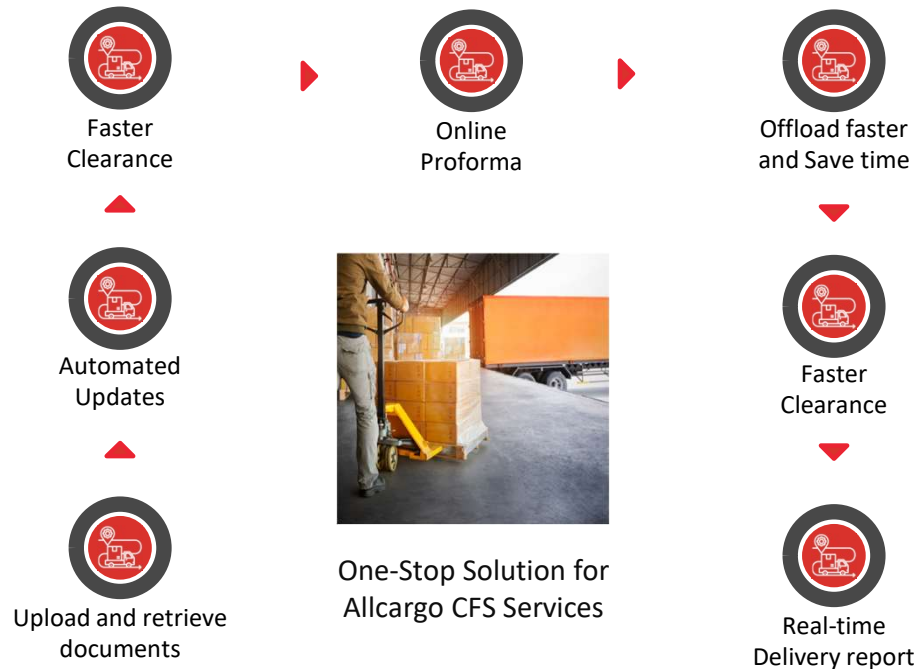 Faster
Clearance
Online
Proforma
Offload faster
and Save time
Automated
Updates
Faster
Clearance
Upload and retrieve
documents
One-Stop Solution for
Allcargo CFS Services
Real-time
Delivery report